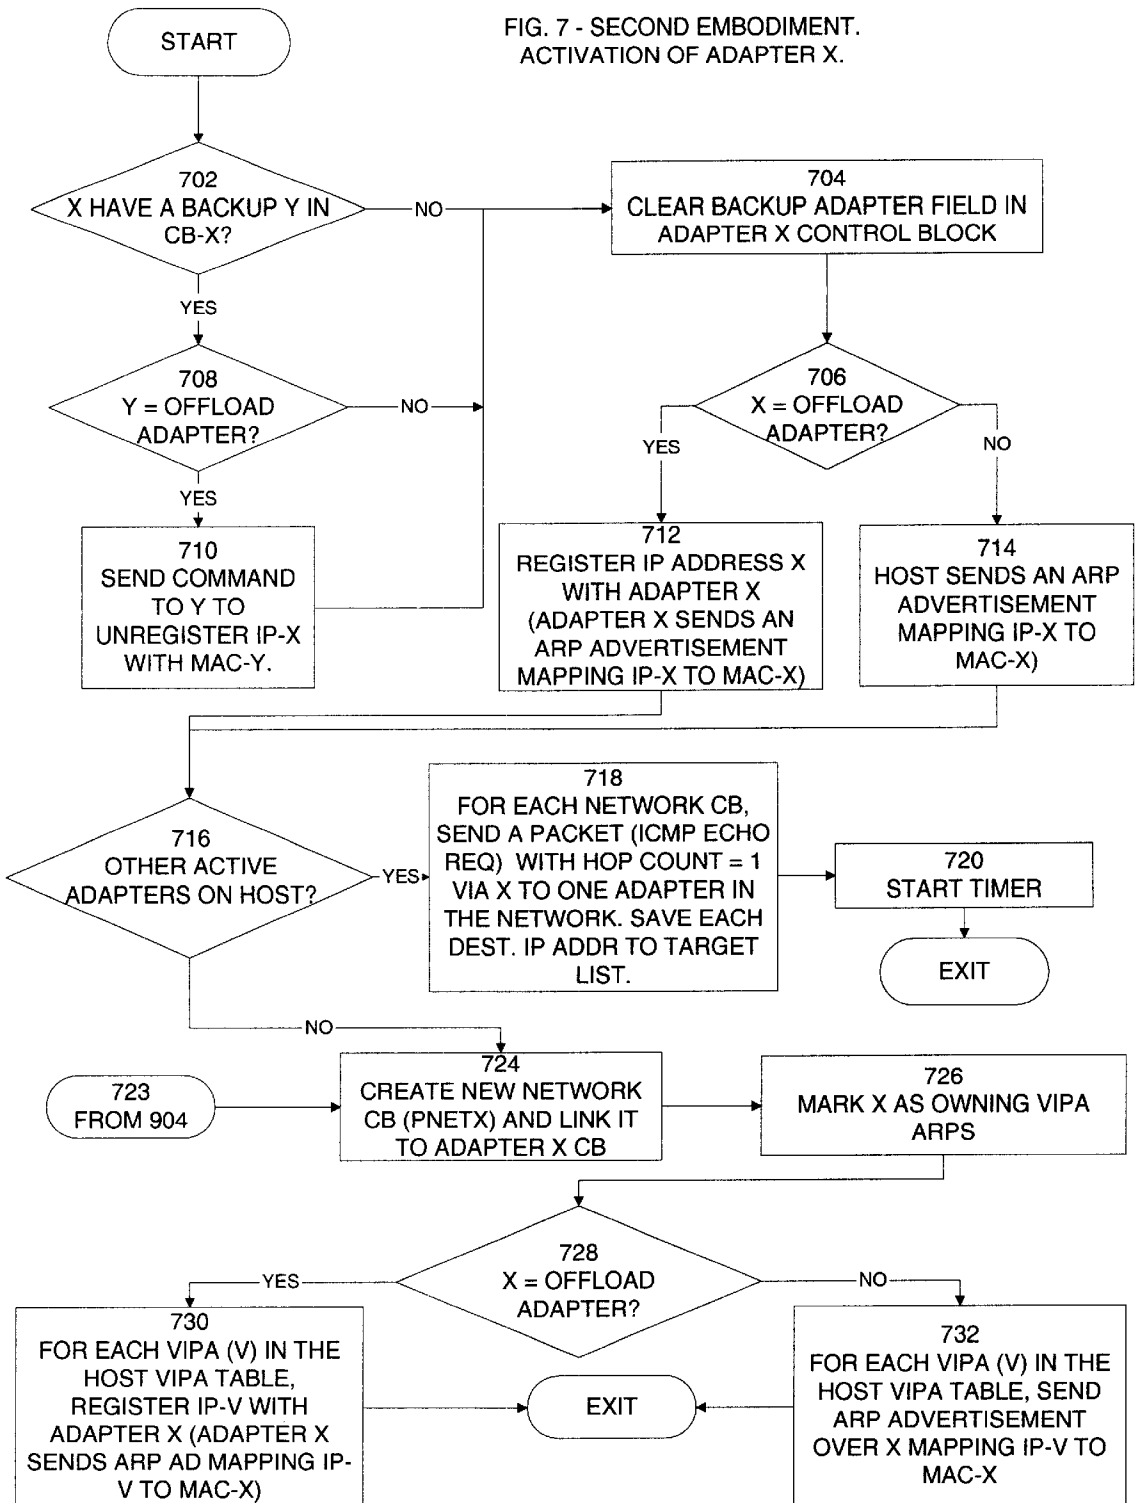 FIG. 7 - SECOND EMBODIMENT.
ACTIVATION OF ADAPTER X.
START
702
X HAVE A BACKUP Y IN
CB-X?
NO
704
CLEAR BACKUP ADAPTER FIELD IN
ADAPTER X CONTROL BLOCK
YES
708
Y = OFFLOAD
ADAPTER?
NO
706
X = OFFLOAD
ADAPTER?
YES
NO
YES
710
SEND COMMAND
TO Y TO
UNREGISTER IP-X
WITH MAC-Y.
712
REGISTER IP ADDRESS X
WITH ADAPTER X
(ADAPTER X SENDS AN
ARP ADVERTISEMENT
MAPPING IP-X TO MAC-X)
714
HOST SENDS AN ARP
ADVERTISEMENT
MAPPING IP-X TO
MAC-X)
716
OTHER ACTIVE
ADAPTERS ON HOST?
YES
718
FOR EACH NETWORK CB,
SEND A PACKET (ICMP ECHO
REQ) WITH HOP COUNT = 1
VIA X TO ONE ADAPTER IN
THE NETWORK. SAVE EACH
DEST. IP ADDR TO TARGET
LIST.
720
START TIMER
EXIT
NO
723
FROM 904
724
CREATE NEW NETWORK
CB (PNETX) AND LINK IT
TO ADAPTER X CB
726
MARK X AS OWNING VIPA
ARPS
728
X = OFFLOAD
ADAPTER?
YES
NO
730
FOR EACH VIPA (V) IN THE
HOST VIPA TABLE,
REGISTER IP-V WITH
ADAPTER X (ADAPTER X
SENDS ARP AD MAPPING IP-
V TO MAC-X)
EXIT
732
FOR EACH VIPA (V) IN THE
HOST VIPA TABLE, SEND
ARP ADVERTISEMENT
OVER X MAPPING IP-V TO
MAC-X